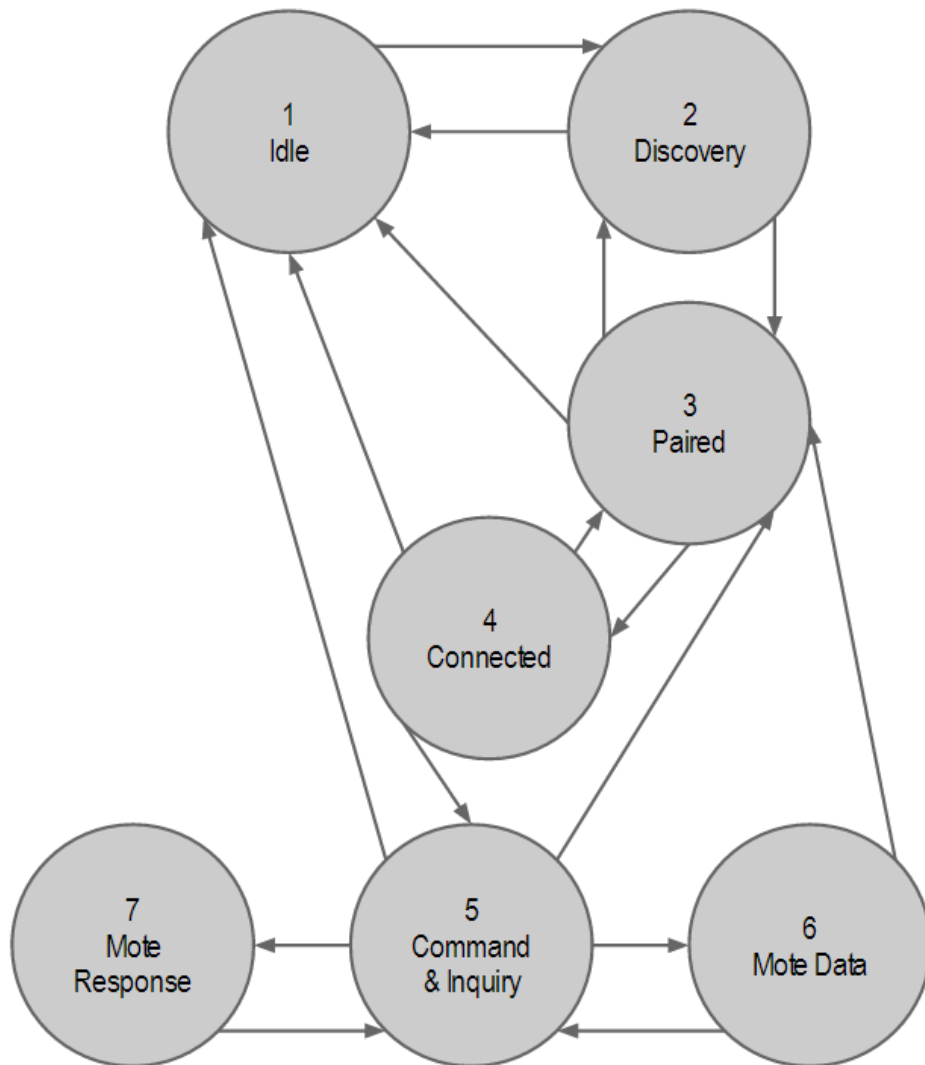 1
Idle
2
Discovery
3
Paired
4
Connected
7
Mote
Response
5
Command
& Inquiry
6
Mote Data